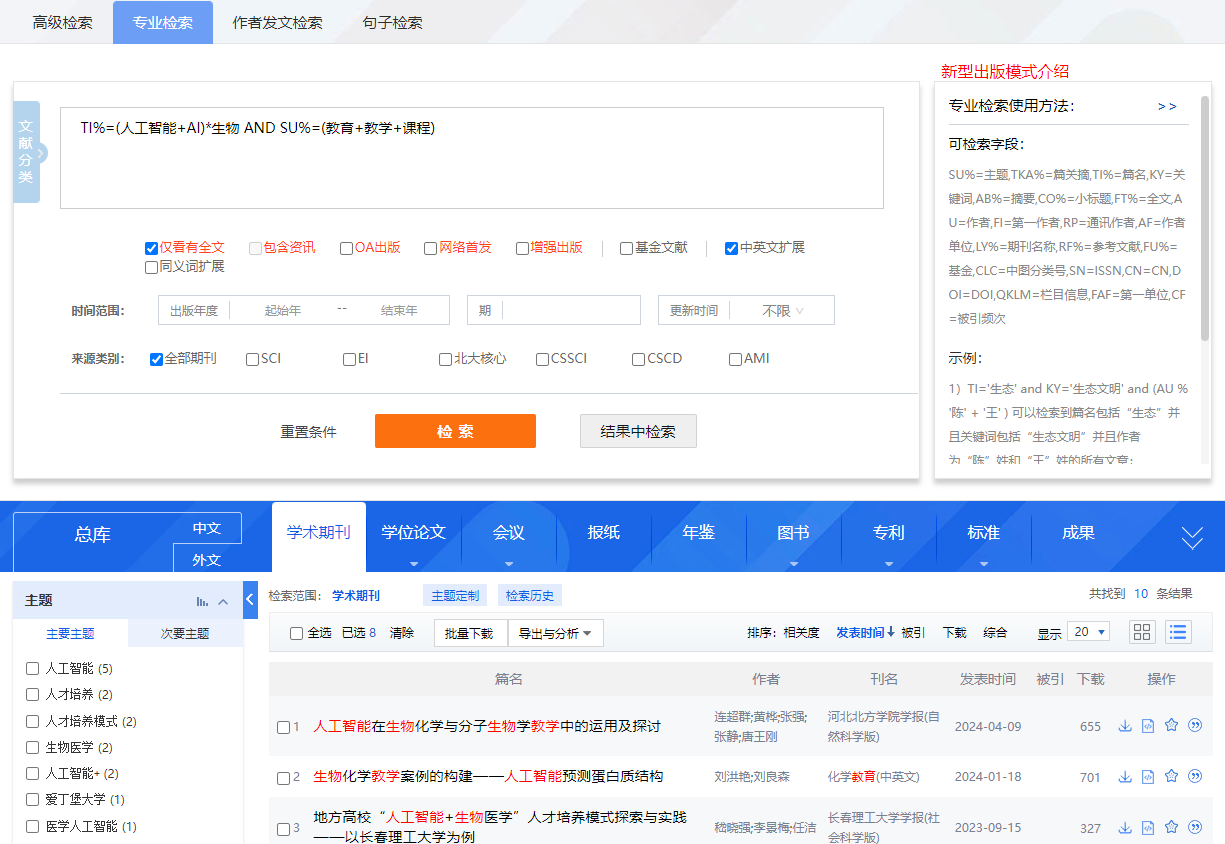 高级检索 专业检索 作者发文检索 句子检索
新型出版模式介绍
文献分类
TI%=(人工智能+AI)*生物 AND SU%=(教育+教学+课程)
仅看有全文 包含资讯 OA出版 网络首发 增强出版 基金文献 中英文扩展
同义词扩展
时间范围： 出版年度 起始年 -- 结束年 期 更新时间 不限
来源类别： 全部期刊 SCI EI 北大核心 CSSCI CSCD AMI
重置条件 检索 结果中检索
专业检索使用方法： >>
可检索字段：
SU%=主题,TKA%=篇关摘,TI%=篇名,KY=关
键词,AB%=摘要,CO%=小标题,FT%=全文,A
U=作者,FI=第一作者,RP=通讯作者,AF=作者
单位,LY%=期刊名称,RF%=参考文献,FU%=
基金,CLC=中图分类号,SN=ISSN,CN=CN,D
OI=DOI,QKLM=栏目信息,FAF=第一单位,CF
=被引频次
示例：
1）TI='生态' and KY='生态文明' and (AU %
'陈' + '王' ) 可以检索到篇名包括“生态”并
且关键词包括“生态文明”并且作者
为“陈”姓和“王”姓的所有文章；
总库 中文 外文 学术期刊 学位论文 会议 报纸 年鉴 图书 专利 标准 成果
主题
主要主题 次要主题
人工智能 (5)
人才培养 (2)
人才培养模式 (2)
生物医学 (2)
人工智能+ (2)
爱丁堡大学 (1)
医学人工智能 (1)
检索范围： 学术期刊 主题定制 检索历史 共找到 10 条结果
全选 已选 8 清除 批量下载 导出与分析 排序： 相关度 发表时间↓ 被引 下载 综合 显示 20
篇名 作者 刊名 发表时间 被引 下载 操作
1 人工智能在生物化学与分子生物学教学中的运用及探讨 连超群;黄桦;张强;张静;唐王刚 河北北方学院学报(自然科学版) 2024-04-09 655
2 生物化学教学案例的构建——人工智能预测蛋白质结构 刘洪艳;刘良森 化学教育(中英文) 2024-01-18 701
3 地方高校“人工智能+生物医学”人才培养模式探索与实践
——以长春理工大学为例 嵇晓强;李景梅;任洁 长春理工大学学报(社会科学版) 2023-09-15 327